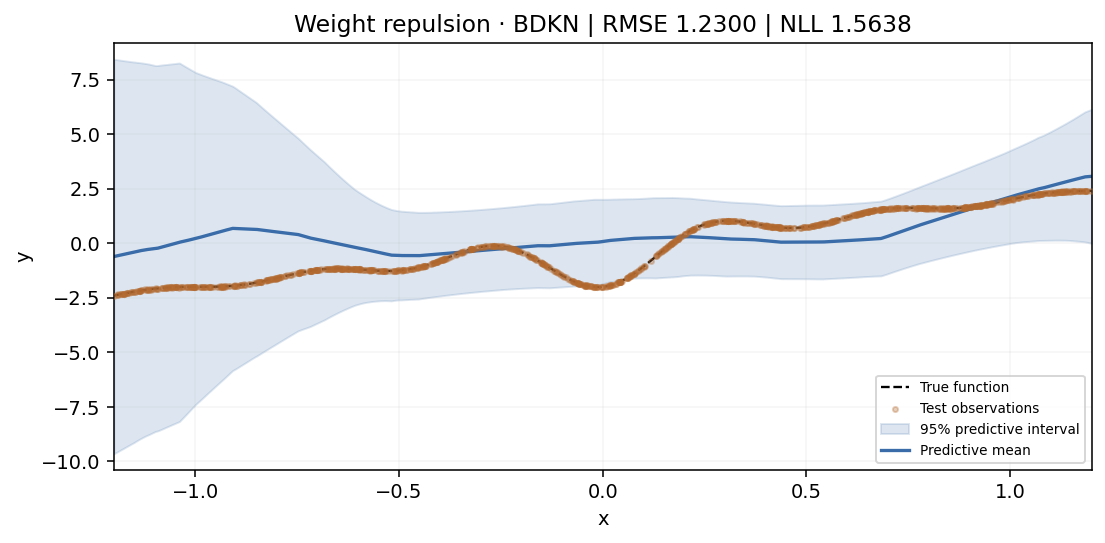 Weight repulsion · BDKN | RMSE 1.2300 | NLL 1.5638
y
7.5
5.0
2.5
0.0
−2.5
−5.0
−7.5
−10.0
True function
Test observations
95% predictive interval
Predictive mean
−1.0 −0.5 0.0 0.5 1.0
x